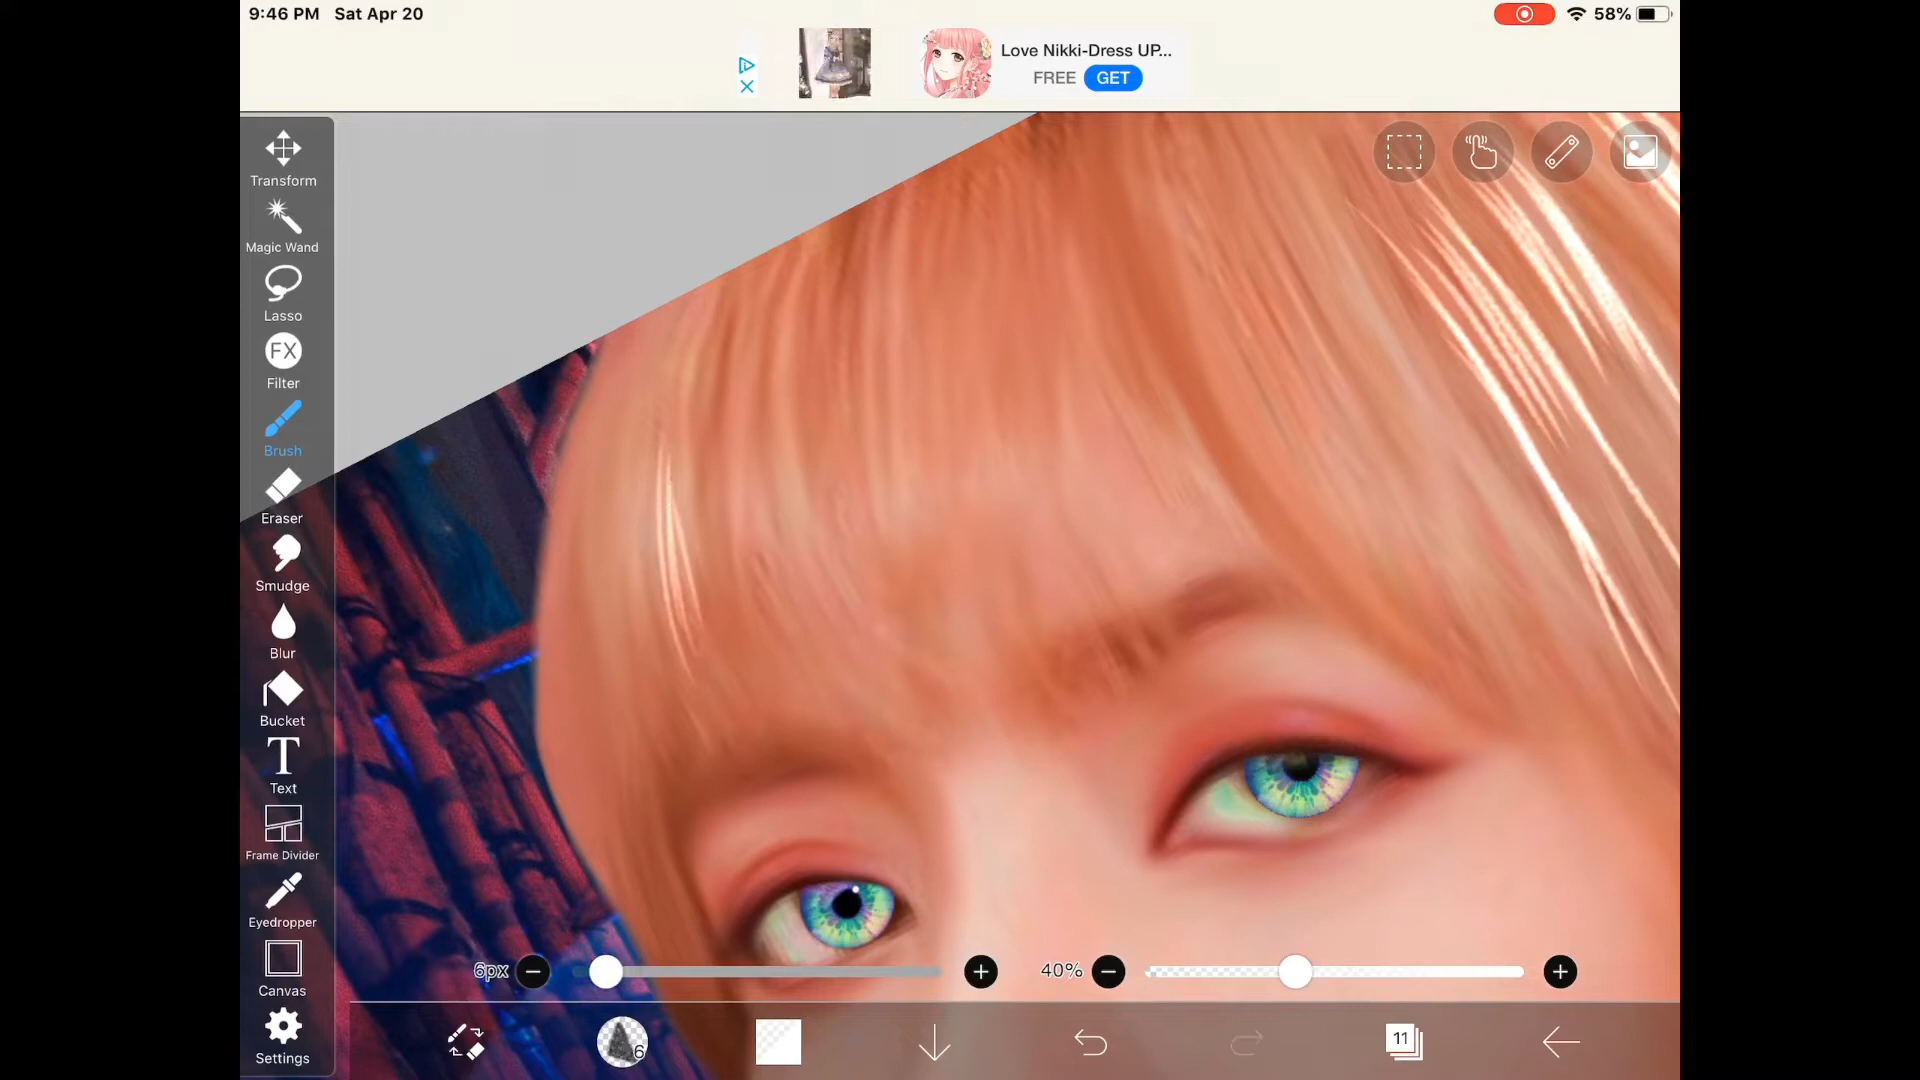 9:46 PM Sat Apr 20
58%
Love Nikki-Dress UP...
FREE GET
Transform
Magic Wand
Lasso
FX
Filter
Brush
Eraser
Smudge
Blur
Bucket
T
Text
Frame Divider
Eyedropper
Canvas
Settings
6px
40%
6
11